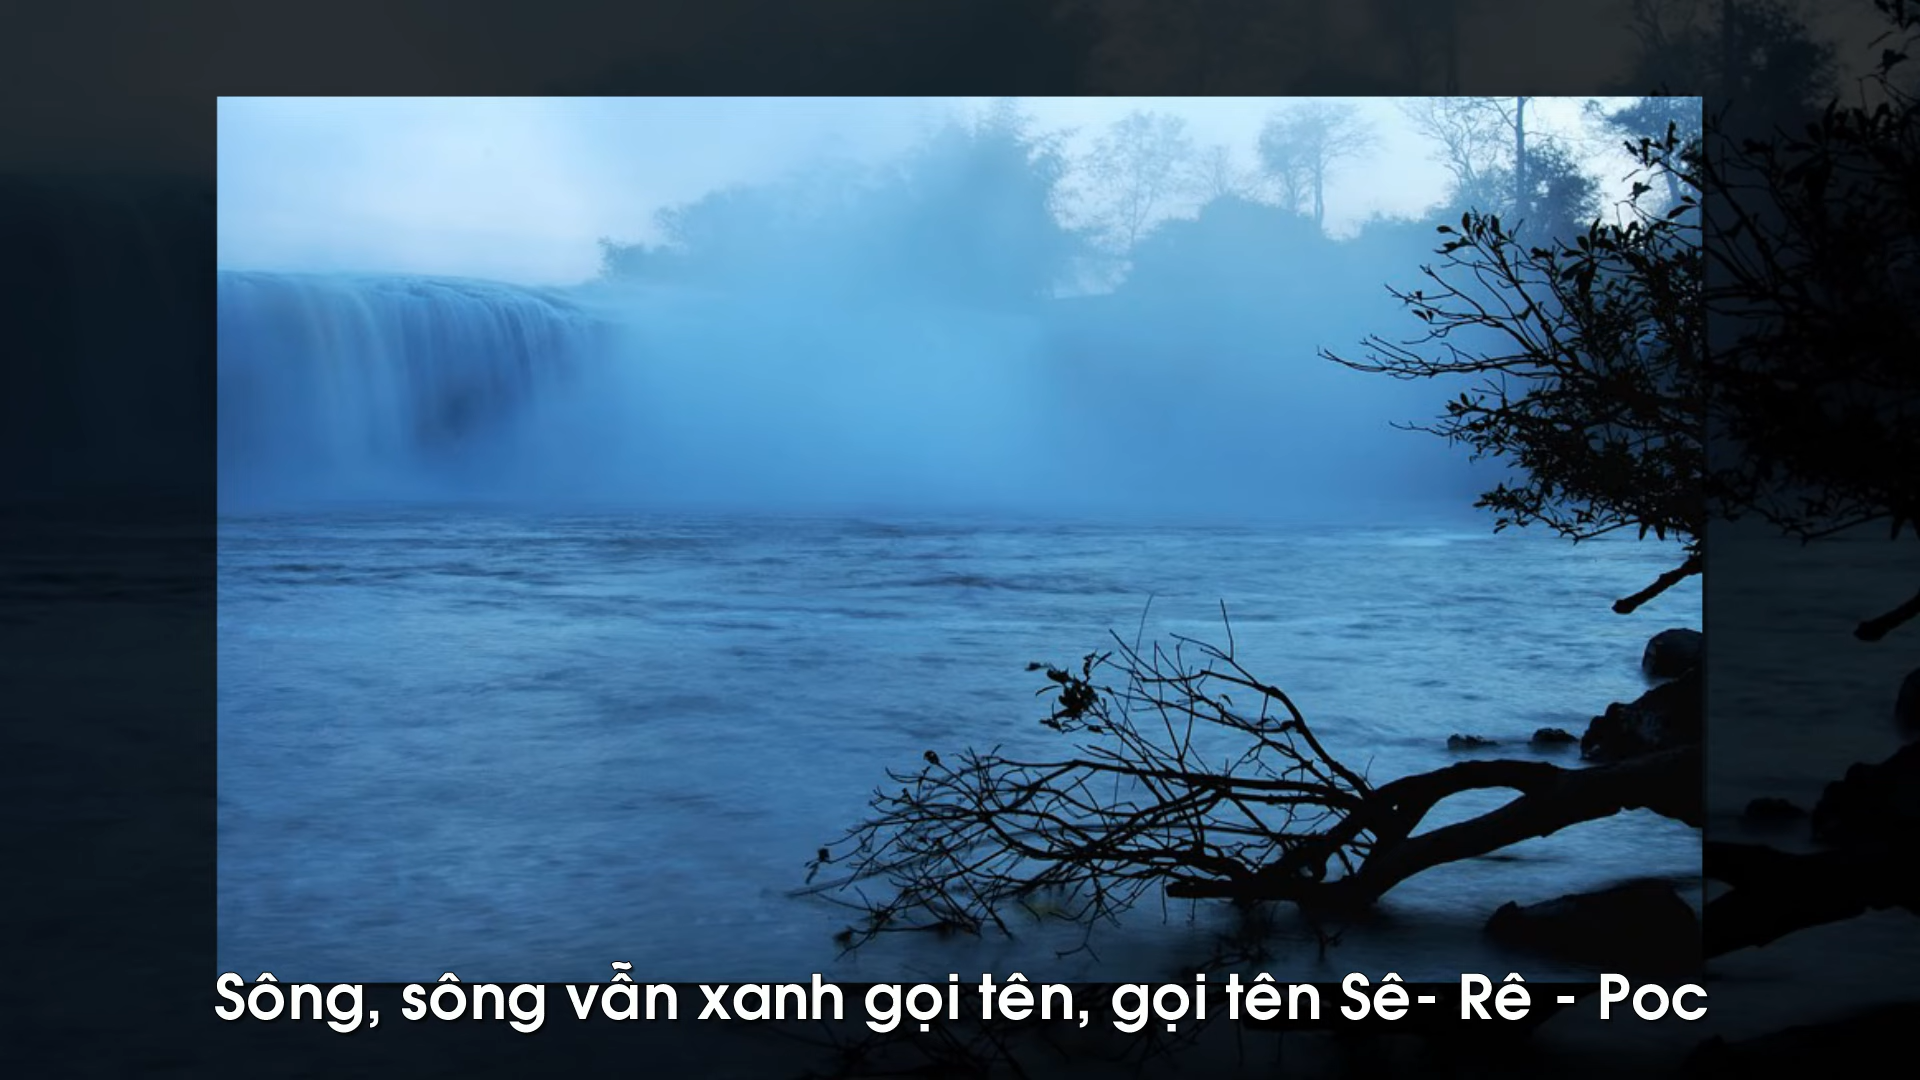 Sông, sông vẫn xanh gọi tên, gọi tên Sê- Rê - Poc